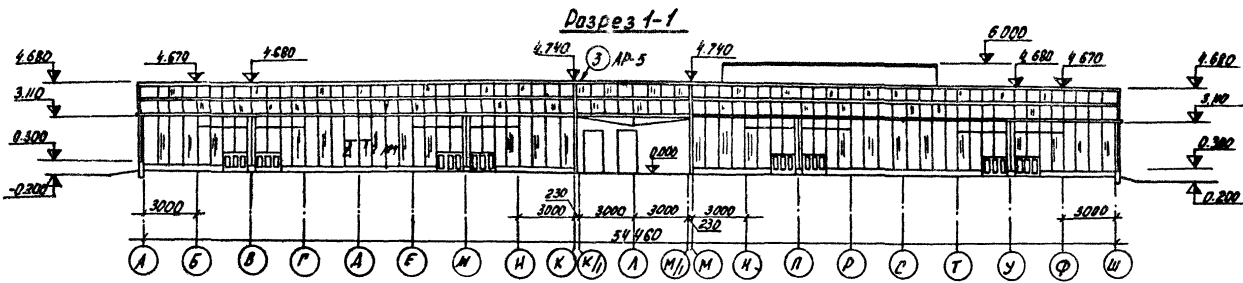 Разрез 1-1
6.000
4.680 4.670 4.680 4.740 3 АР-5 4.740 4.680 4.670 4.680
3.110 3,110
0.300 0.300
0.000
-0.200 0.200
230
3000 3000 3000 3000 3000 3000
230
54 460
А Б В Г Д Е Ж И К К/1 Л М/1 М Н П Р С Т У Ф Ш